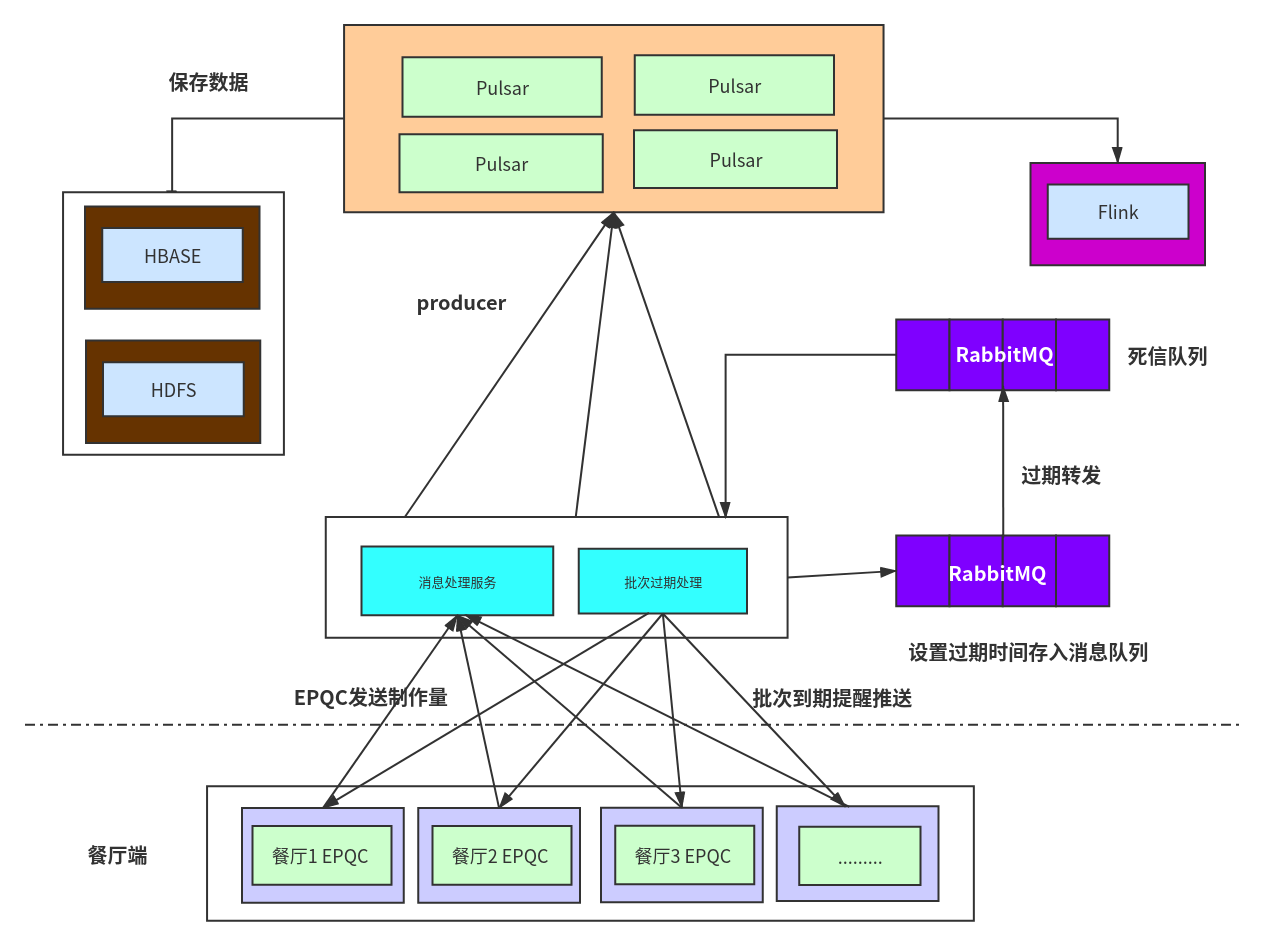 保存数据
Pulsar
Pulsar
Pulsar
Pulsar
HBASE
Flink
HDFS
producer
RabbitMQ
死信队列
过期转发
消息处理服务
批次过期处理
RabbitMQ
设置过期时间存入消息队列
EPQC发送制作量
批次到期提醒推送
餐厅端
餐厅1 EPQC
餐厅2 EPQC
餐厅3 EPQC
.........